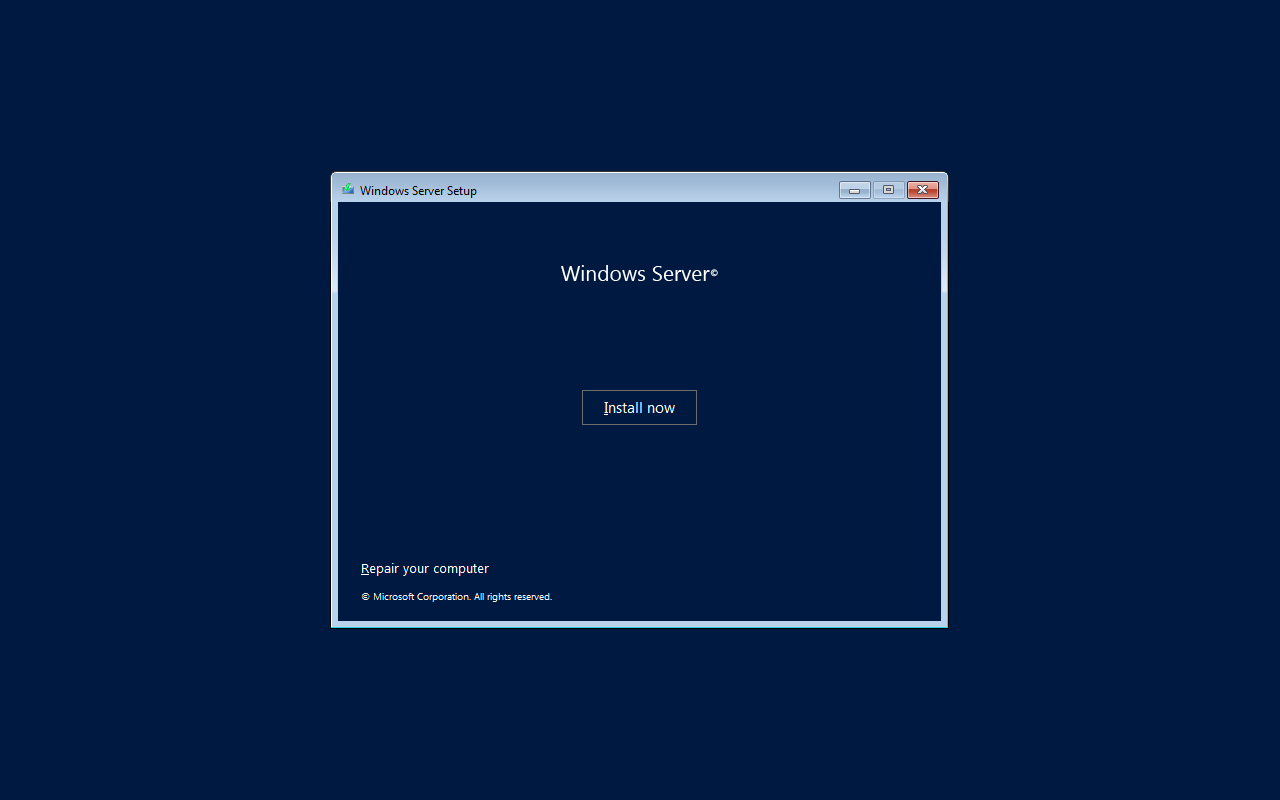 Windows Server Setup
Windows Server©
Install now
Repair your computer
© Microsoft Corporation. All rights reserved.